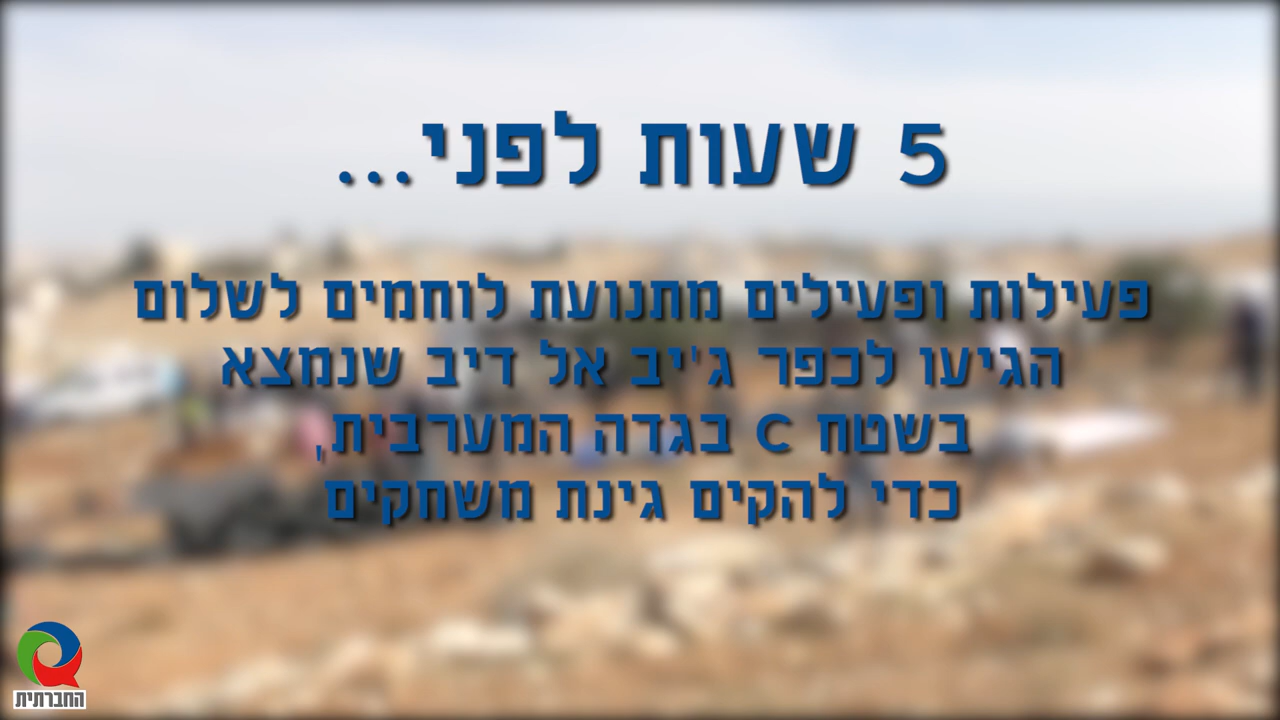 5 שעות לפני...
פעילות ופעילים מתנועת לוחמים לשלום
הגיעו לכפר ג'יב אל דיב שנמצא
בשטח C בגדה המערבית,
כדי להקים גינת משחקים
החברתית